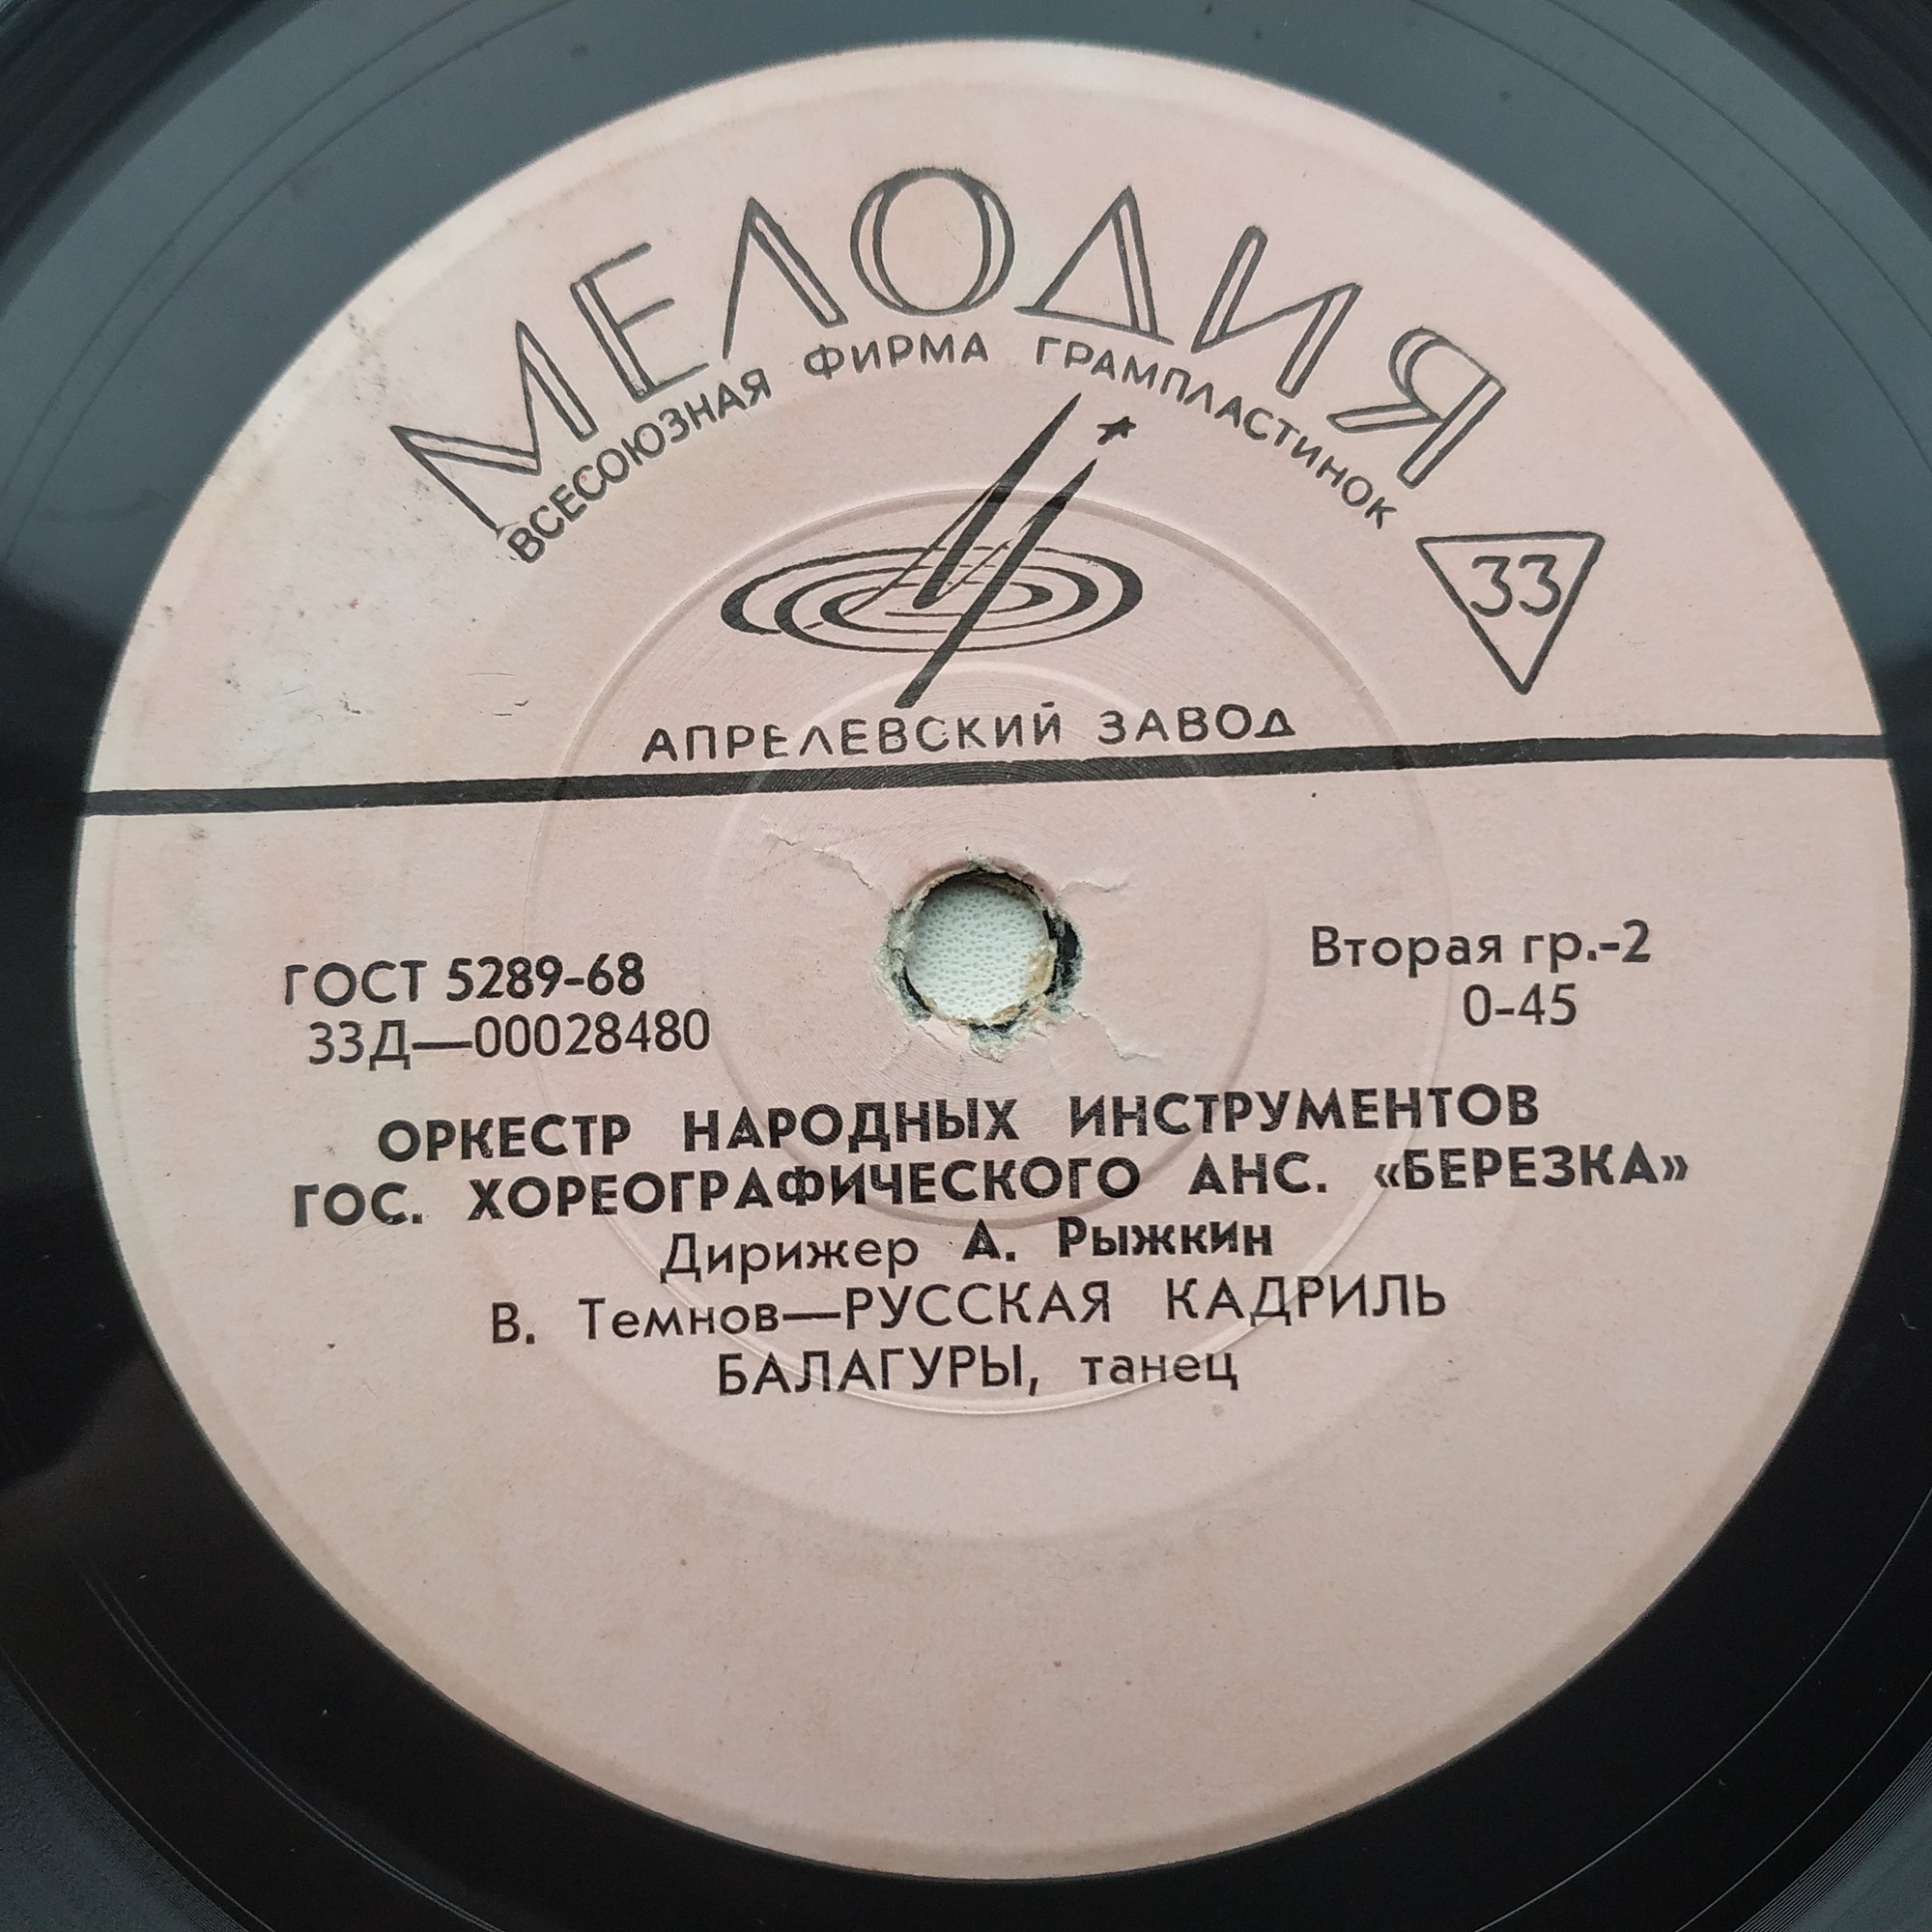 МЕЛОДИЯ
ВСЕСОЮЗНАЯ ФИРМА ГРАМПЛАСТИНОК
33
АПРЕЛЕВСКИЙ ЗАВОД
ГОСТ 5289-68
33Д—00028480
Вторая гр.-2
0-45
ОРКЕСТР НАРОДНЫХ ИНСТРУМЕНТОВ
ГОС. ХОРЕОГРАФИЧЕСКОГО АНС. «БЕРЕЗКА»
Дирижер А. Рыжкин
В. Темнов—РУССКАЯ КАДРИЛЬ
БАЛАГУРЫ, танец